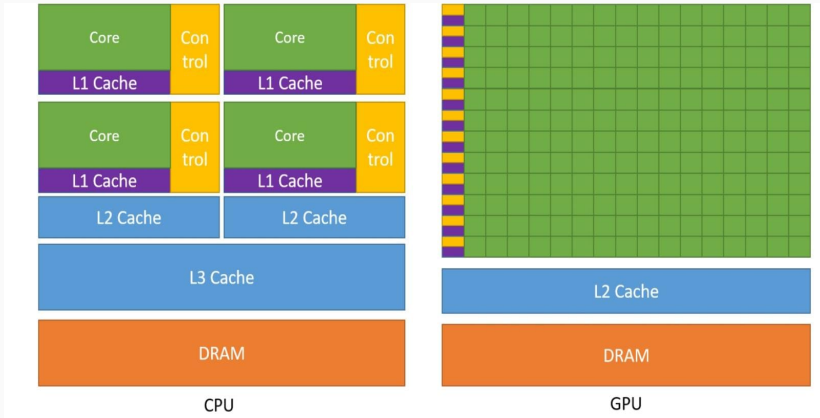 Core
Con
trol
Core
Con
trol
L1 Cache
L1 Cache
Core
Con
trol
Core
Con
trol
L1 Cache
L1 Cache
L2 Cache
L2 Cache
L3 Cache
DRAM
CPU
L2 Cache
DRAM
GPU